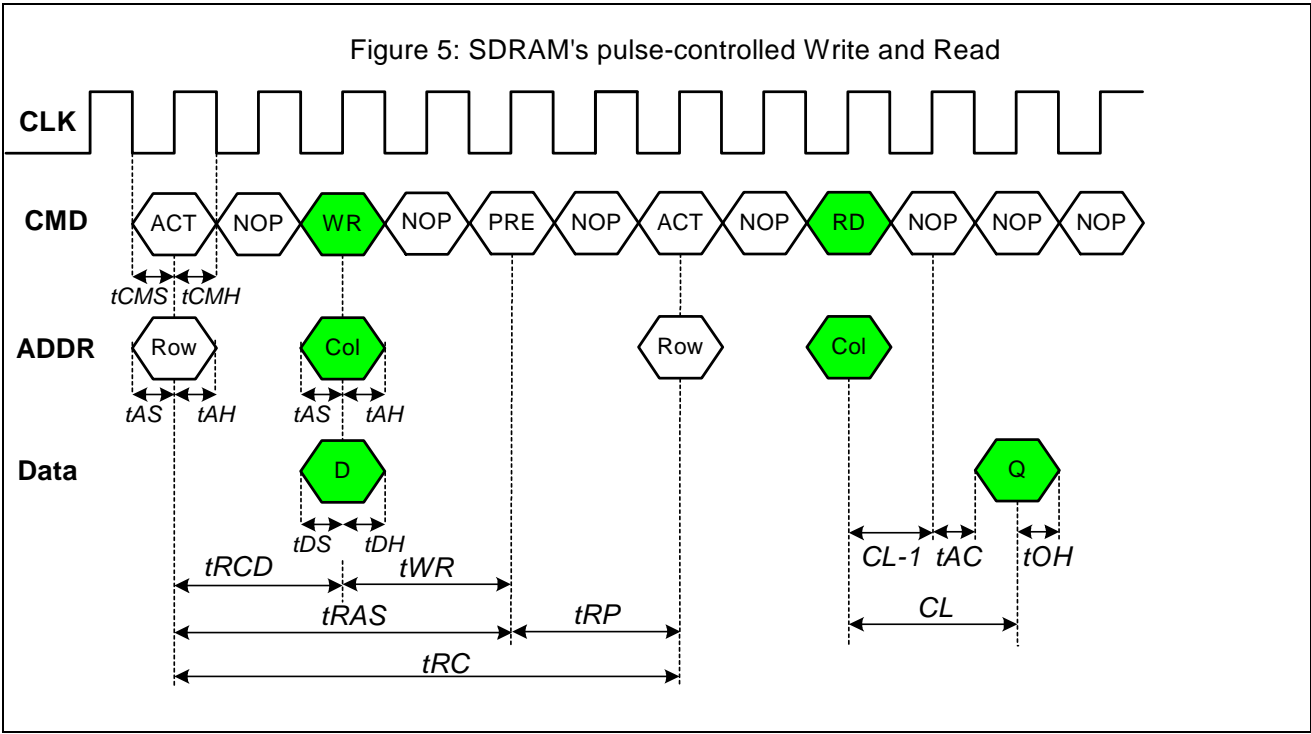 Figure 5: SDRAM's pulse-controlled Write and Read
CLK
CMD ACT NOP WR NOP PRE NOP ACT NOP RD NOP NOP NOP
tCMS tCMH
ADDR Row Col Row Col
tAS tAH tAS tAH
Data D Q
tDS tDH CL-1 tAC tOH
tRCD tWR
tRAS tRP CL
tRC